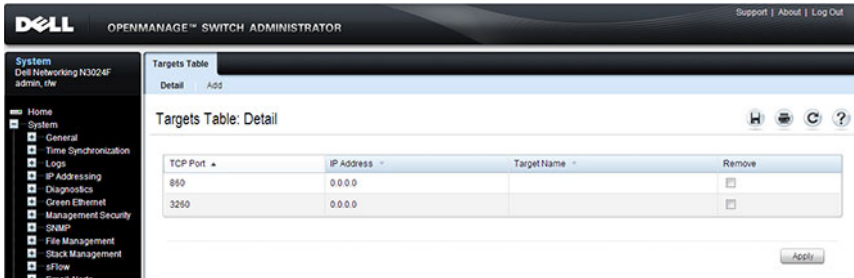 DELL OPENMANAGE™ SWITCH ADMINISTRATOR
Support | About | Log Out
System
Dell Networking N3024F
admin, r/w
Home
System
General
Time Synchronization
Logs
IP Addressing
Diagnostics
Green Ethernet
Management Security
SNMP
File Management
Stack Management
sFlow
Targets Table
Detail Add
Targets Table: Detail
TCP Port IP Address Target Name Remove
860 0.0.0.0
3260 0.0.0.0
Apply